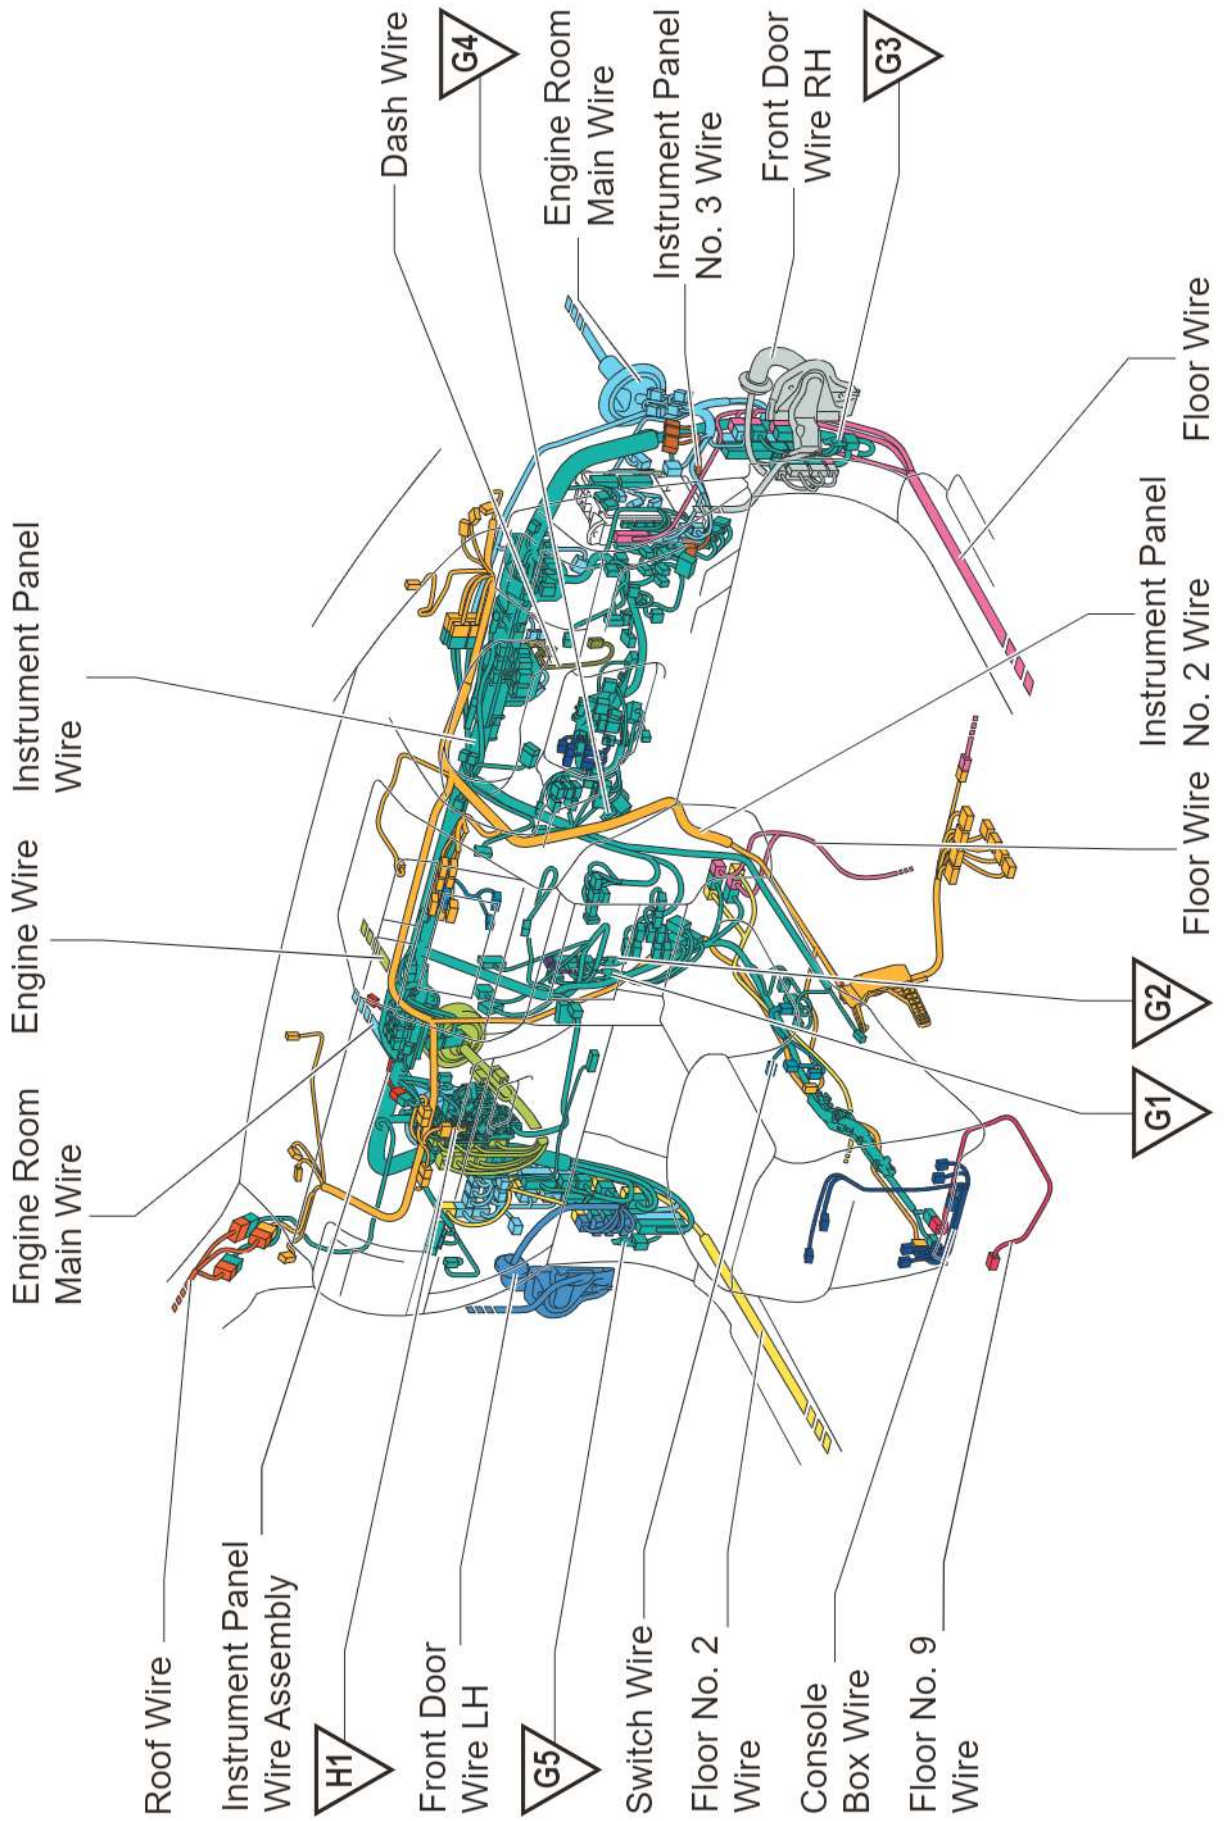 Engine Room
Main Wire
Engine Wire
Instrument Panel
Wire
Roof Wire
Instrument Panel
Wire Assembly
H1
Front Door
Wire LH
G5
Switch Wire
Floor No. 2
Wire
Console
Box Wire
Floor No. 9
Wire
Dash Wire
G4
Engine Room
Main Wire
Instrument Panel
No. 3 Wire
Front Door
Wire RH
G3
G1
G2
Floor Wire
Instrument Panel
No. 2 Wire
Floor Wire